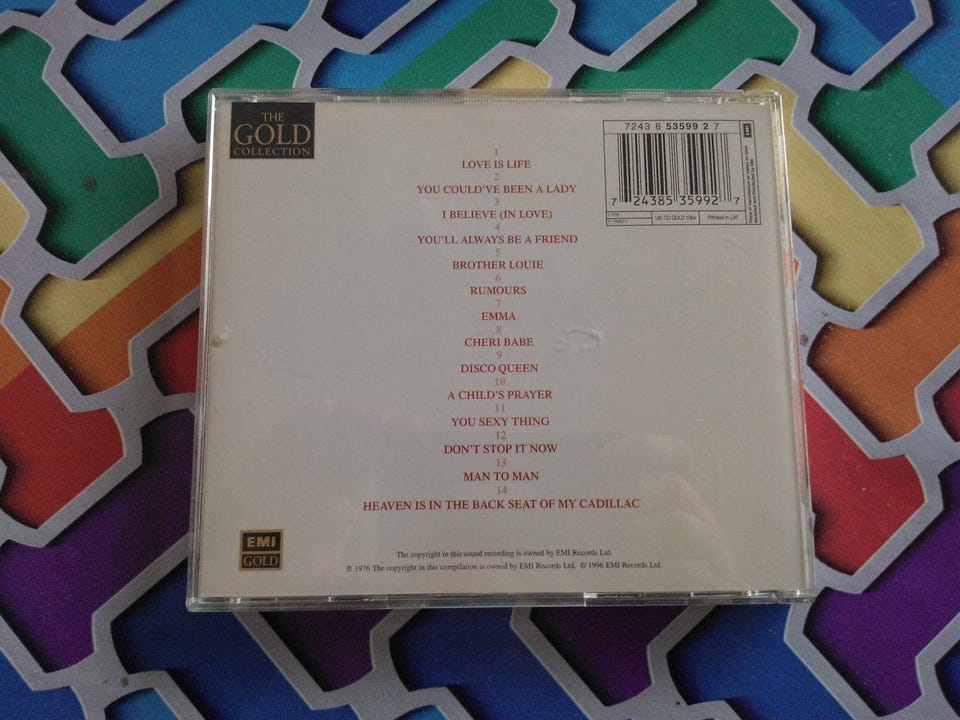 THE
GOLD
COLLECTION
7243 8 53599 2 7
EMI
7 24385 35992 7
UK: CD GOLD 1064
Printed in UK
1
LOVE IS LIFE
2
YOU COULD'VE BEEN A LADY
3
I BELIEVE (IN LOVE)
4
YOU'LL ALWAYS BE A FRIEND
5
BROTHER LOUIE
6
RUMOURS
7
EMMA
8
CHERI BABE
9
DISCO QUEEN
10
A CHILD'S PRAYER
11
YOU SEXY THING
12
DON'T STOP IT NOW
13
MAN TO MAN
14
HEAVEN IS IN THE BACK SEAT OF MY CADILLAC
EMI
GOLD
The copyright in this sound recording is owned by EMI Records Ltd.
℗ 1976 The copyright in this compilation is owned by EMI Records Ltd. © 1996 EMI Records Ltd.